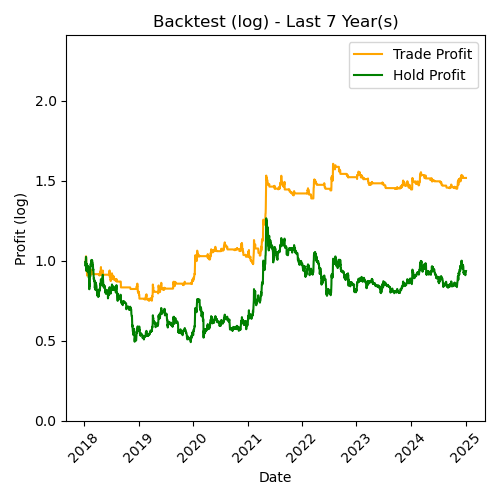 Backtest (log) - Last 7 Year(s)
Trade Profit
Hold Profit
Profit (log)
2.0
1.5
1.0
0.5
0.0
2018 2019 2020 2021 2022 2023 2024 2025
Date